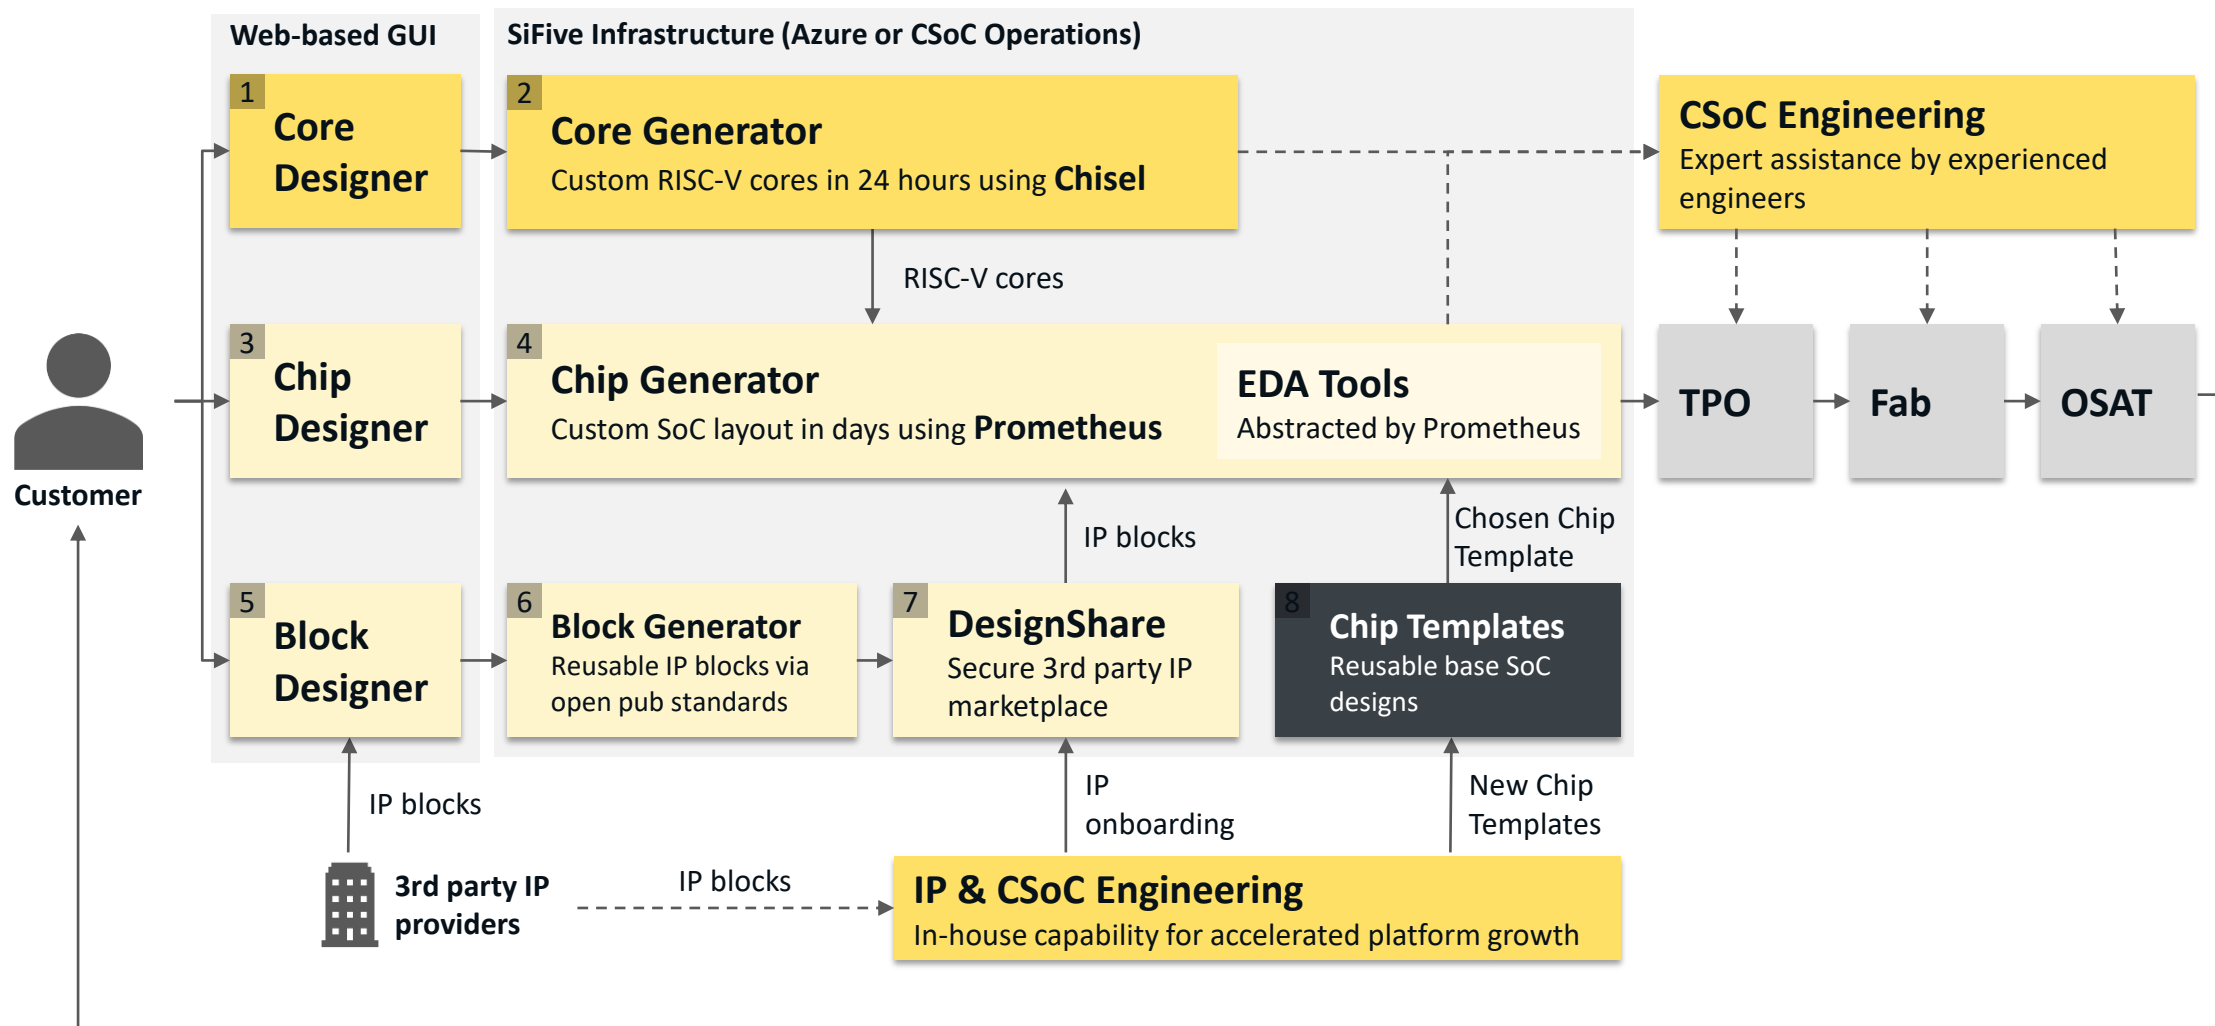 Web-based GUI
SiFive Infrastructure (Azure or CSoC Operations)
1
Core
Designer
2
Core Generator
Custom RISC-V cores in 24 hours using Chisel
CSoC Engineering
Expert assistance by experienced
engineers
RISC-V cores
Customer
3
Chip
Designer
4
Chip Generator
Custom SoC layout in days using Prometheus
EDA Tools
Abstracted by Prometheus
TPO
Fab
OSAT
IP blocks
Chosen Chip
Template
5
Block
Designer
6
Block Generator
Reusable IP blocks via
open pub standards
7
DesignShare
Secure 3rd party IP
marketplace
8
Chip Templates
Reusable base SoC
designs
IP blocks
IP
onboarding
New Chip
Templates
3rd party IP
providers
IP blocks
IP & CSoC Engineering
In-house capability for accelerated platform growth